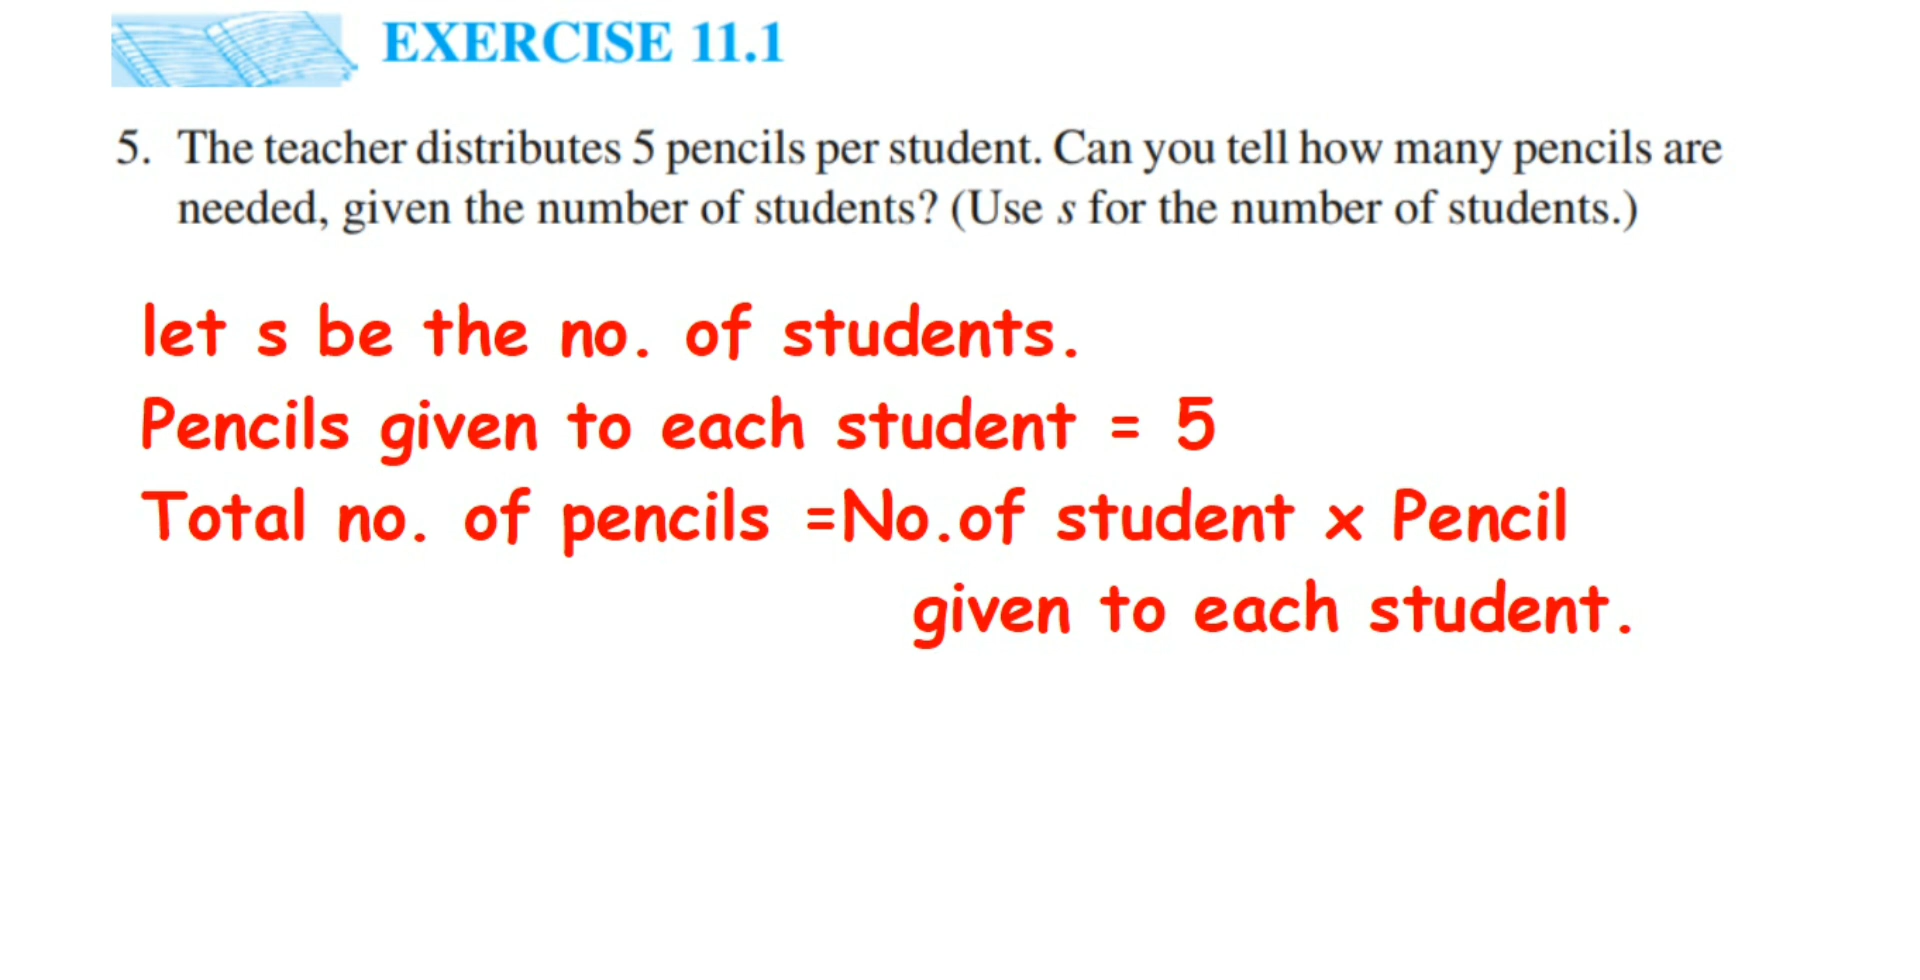 EXERCISE 11.1
5. The teacher distributes 5 pencils per student. Can you tell how many pencils are
needed, given the number of students? (Use s for the number of students.)
let s be the no. of students.
Pencils given to each student = 5
Total no. of pencils =No.of student x Pencil
given to each student.